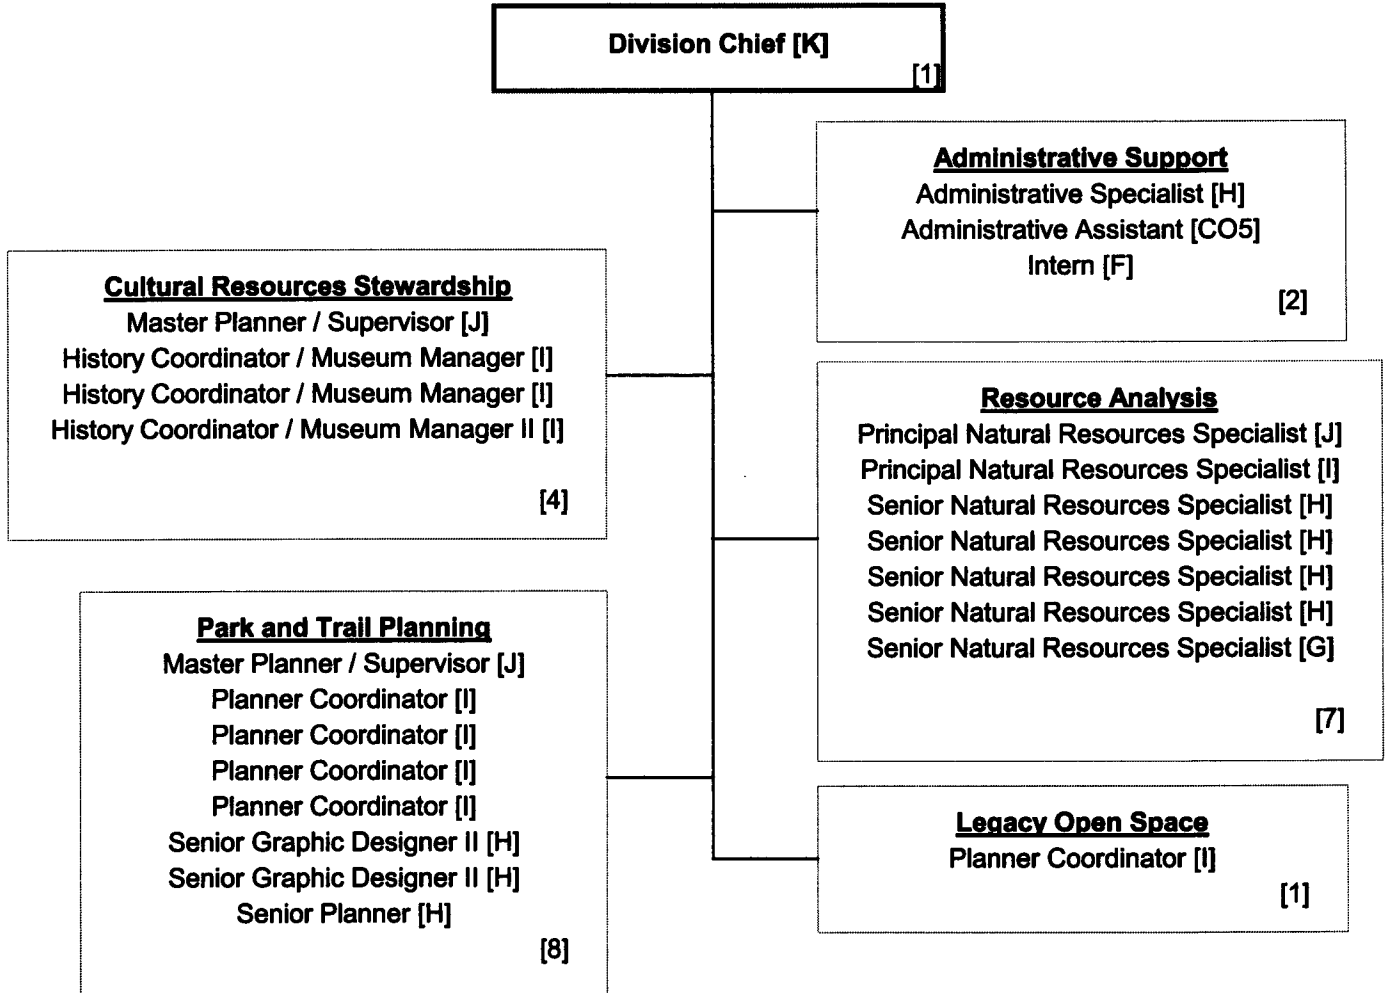 Division Chief [K]
[1]
Administrative Support
Administrative Specialist [H]
Administrative Assistant [CO5]
Intern [F]
[2]
Cultural Resources Stewardship
Master Planner / Supervisor [J]
History Coordinator / Museum Manager [I]
History Coordinator / Museum Manager [I]
History Coordinator / Museum Manager II [I]
[4]
Resource Analysis
Principal Natural Resources Specialist [J]
Principal Natural Resources Specialist [I]
Senior Natural Resources Specialist [H]
Senior Natural Resources Specialist [H]
Senior Natural Resources Specialist [H]
Senior Natural Resources Specialist [H]
Senior Natural Resources Specialist [G]
[7]
Park and Trail Planning
Master Planner / Supervisor [J]
Planner Coordinator [I]
Planner Coordinator [I]
Planner Coordinator [I]
Planner Coordinator [I]
Senior Graphic Designer II [H]
Senior Graphic Designer II [H]
Senior Planner [H]
[8]
Legacy Open Space
Planner Coordinator [I]
[1]